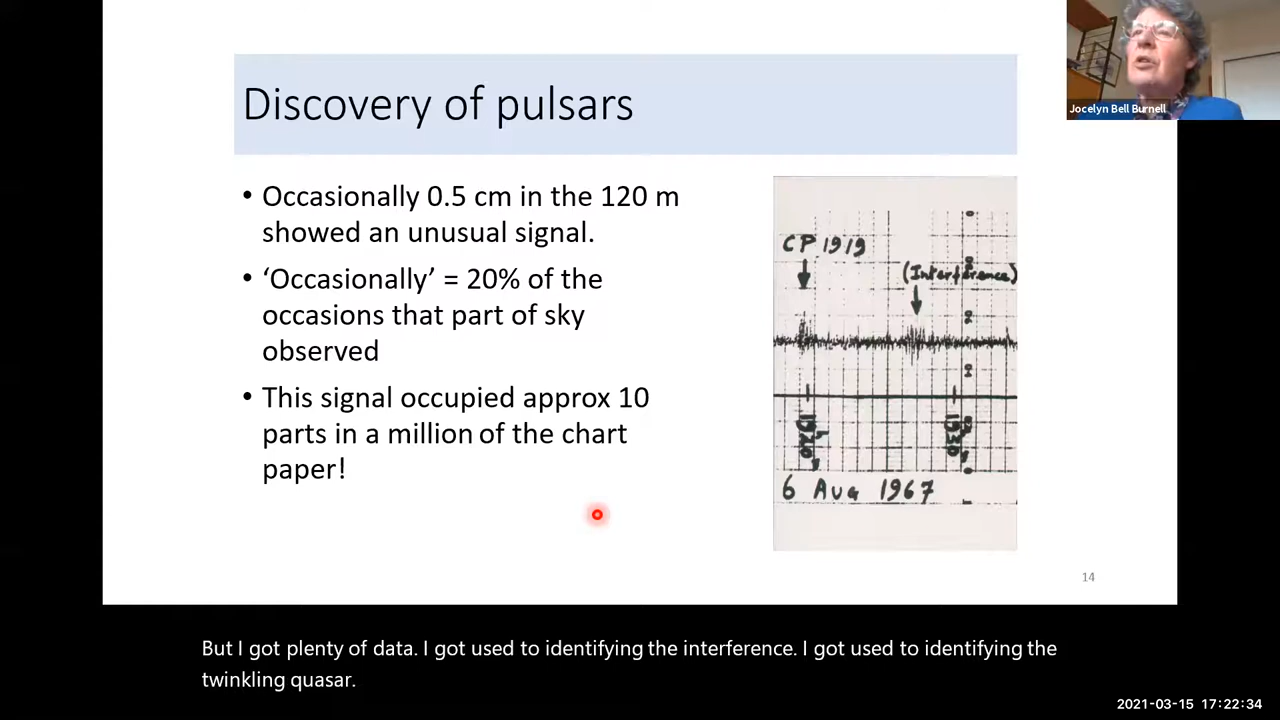 Discovery of pulsars
Jocelyn Bell Burnell
• Occasionally 0.5 cm in the 120 m
showed an unusual signal.
• ‘Occasionally’ = 20% of the
occasions that part of sky
observed
• This signal occupied approx 10
parts in a million of the chart
paper!
CP 1919
(Interference)
1920
1930
6 Aug 1967
14
But I got plenty of data. I got used to identifying the interference. I got used to identifying the
twinkling quasar.
2021-03-15 17:22:34